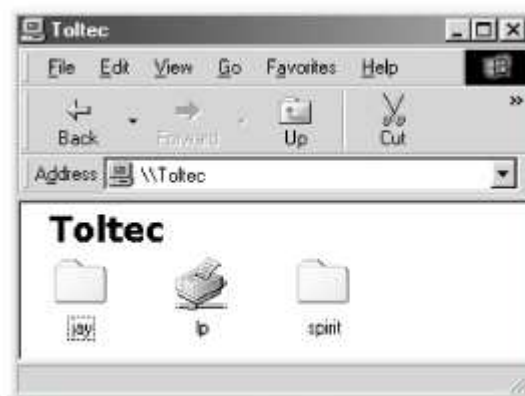 Toltec
File Edit View Go Favorites Help
Back Forward Up Cut »
Address \\Toltec
Toltec
jay lp spirit